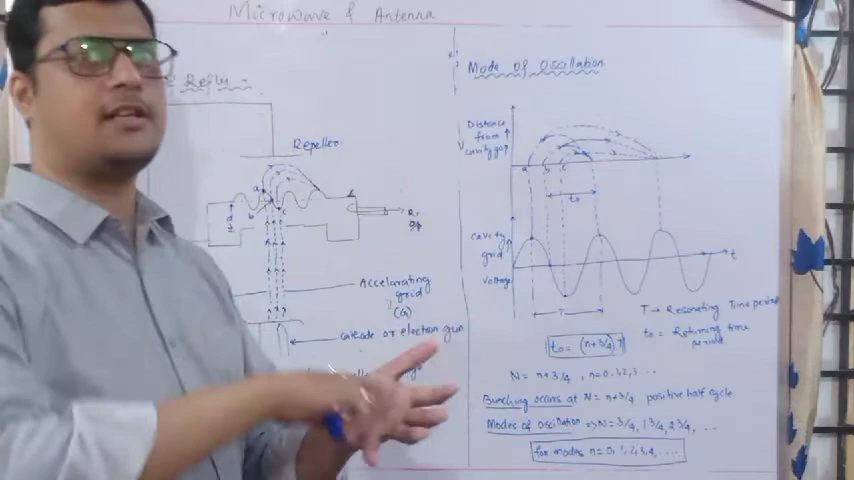 Microwave & Antenna
Reflex
Repeller
a
b
c
d
Accelarating
grid
(G)
cathode or electron gun
Mode of Oscillation
Distance
from
cavity gap
a b c
t₀
cavity
grid
voltage
t
T
T → Resonating Time period
t₀ = Returning time
period
t₀ = (n+3/4) T
N = n+3/4, n=0,1,2,3 ...
Bunching occurs at N = n+3/4 positive half cycle
Modes of oscillation => N = 3/4, 1 3/4, 2 3/4, ...
for modes n=0,1,2,3,4, ....